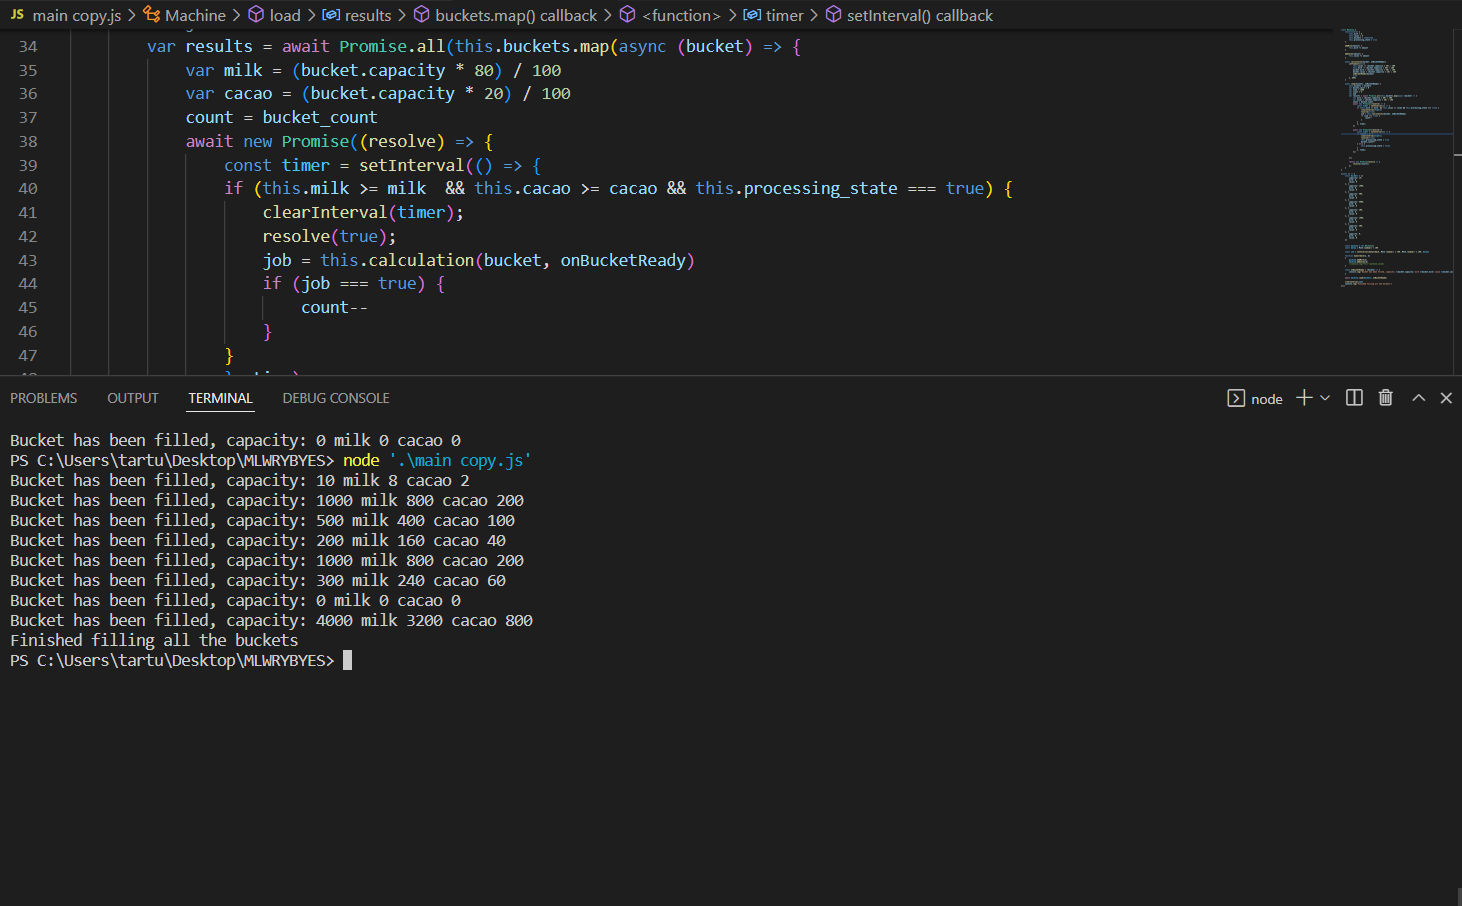 JS main copy.js > Machine > load > results > buckets.map() callback > <function> > timer > setInterval() callback
34 var results = await Promise.all(this.buckets.map(async (bucket) => {
35 var milk = (bucket.capacity * 80) / 100
36 var cacao = (bucket.capacity * 20) / 100
37 count = bucket_count
38 await new Promise((resolve) => {
39 const timer = setInterval(() => {
40 if (this.milk >= milk  && this.cacao >= cacao && this.processing_state === true) {
41 clearInterval(timer);
42 resolve(true);
43 job = this.calculation(bucket, onBucketReady)
44 if (job === true) {
45 count--
46 }
47 }
PROBLEMS OUTPUT TERMINAL DEBUG CONSOLE node
Bucket has been filled, capacity: 0 milk 0 cacao 0
PS C:\Users\tartu\Desktop\MLWRYBYES> node '.\main copy.js'
Bucket has been filled, capacity: 10 milk 8 cacao 2
Bucket has been filled, capacity: 1000 milk 800 cacao 200
Bucket has been filled, capacity: 500 milk 400 cacao 100
Bucket has been filled, capacity: 200 milk 160 cacao 40
Bucket has been filled, capacity: 1000 milk 800 cacao 200
Bucket has been filled, capacity: 300 milk 240 cacao 60
Bucket has been filled, capacity: 0 milk 0 cacao 0
Bucket has been filled, capacity: 4000 milk 3200 cacao 800
Finished filling all the buckets
PS C:\Users\tartu\Desktop\MLWRYBYES>